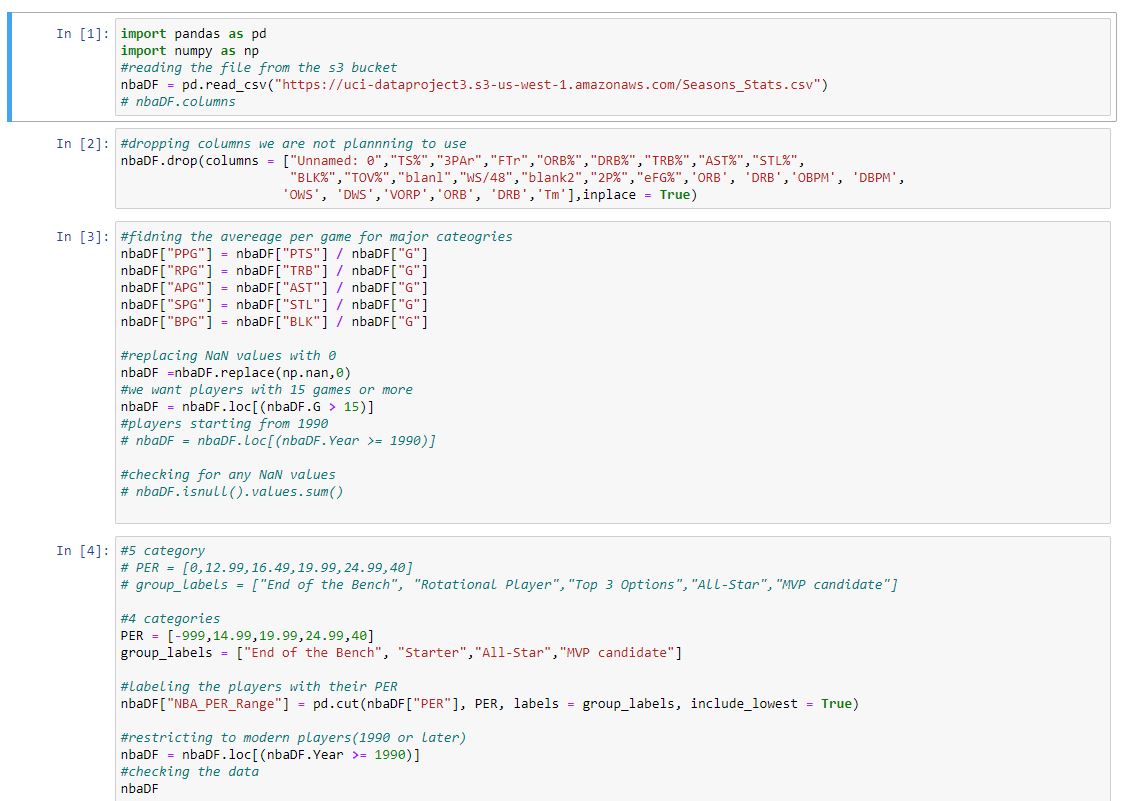 In [1]: import pandas as pd
import numpy as np
#reading the file from the s3 bucket
nbaDF = pd.read_csv("https://uci-dataproject3.s3-us-west-1.amazonaws.com/Seasons_Stats.csv")
# nbaDF.columns
In [2]: #dropping columns we are not plannning to use
nbaDF.drop(columns = ["Unnamed: 0","TS%","3PAr","FTr","ORB%","DRB%","TRB%","AST%","STL%",
"BLK%","TOV%","blanl","WS/48","blank2","2P%","eFG%",'ORB', 'DRB','OBPM', 'DBPM',
'OWS', 'DWS','VORP','ORB', 'DRB','Tm'],inplace = True)
In [3]: #fidning the avereage per game for major cateogries
nbaDF["PPG"] = nbaDF["PTS"] / nbaDF["G"]
nbaDF["RPG"] = nbaDF["TRB"] / nbaDF["G"]
nbaDF["APG"] = nbaDF["AST"] / nbaDF["G"]
nbaDF["SPG"] = nbaDF["STL"] / nbaDF["G"]
nbaDF["BPG"] = nbaDF["BLK"] / nbaDF["G"]
#replacing NaN values with 0
nbaDF =nbaDF.replace(np.nan,0)
#we want players with 15 games or more
nbaDF = nbaDF.loc[(nbaDF.G > 15)]
#players starting from 1990
# nbaDF = nbaDF.loc[(nbaDF.Year >= 1990)]
#checking for any NaN values
# nbaDF.isnull().values.sum()
In [4]: #5 category
# PER = [0,12.99,16.49,19.99,24.99,40]
# group_labels = ["End of the Bench", "Rotational Player","Top 3 Options","All-Star","MVP candidate"]
#4 categories
PER = [-999,14.99,19.99,24.99,40]
group_labels = ["End of the Bench", "Starter","All-Star","MVP candidate"]
#labeling the players with their PER
nbaDF["NBA_PER_Range"] = pd.cut(nbaDF["PER"], PER, labels = group_labels, include_lowest = True)
#restricting to modern players(1990 or later)
nbaDF = nbaDF.loc[(nbaDF.Year >= 1990)]
#checking the data
nbaDF